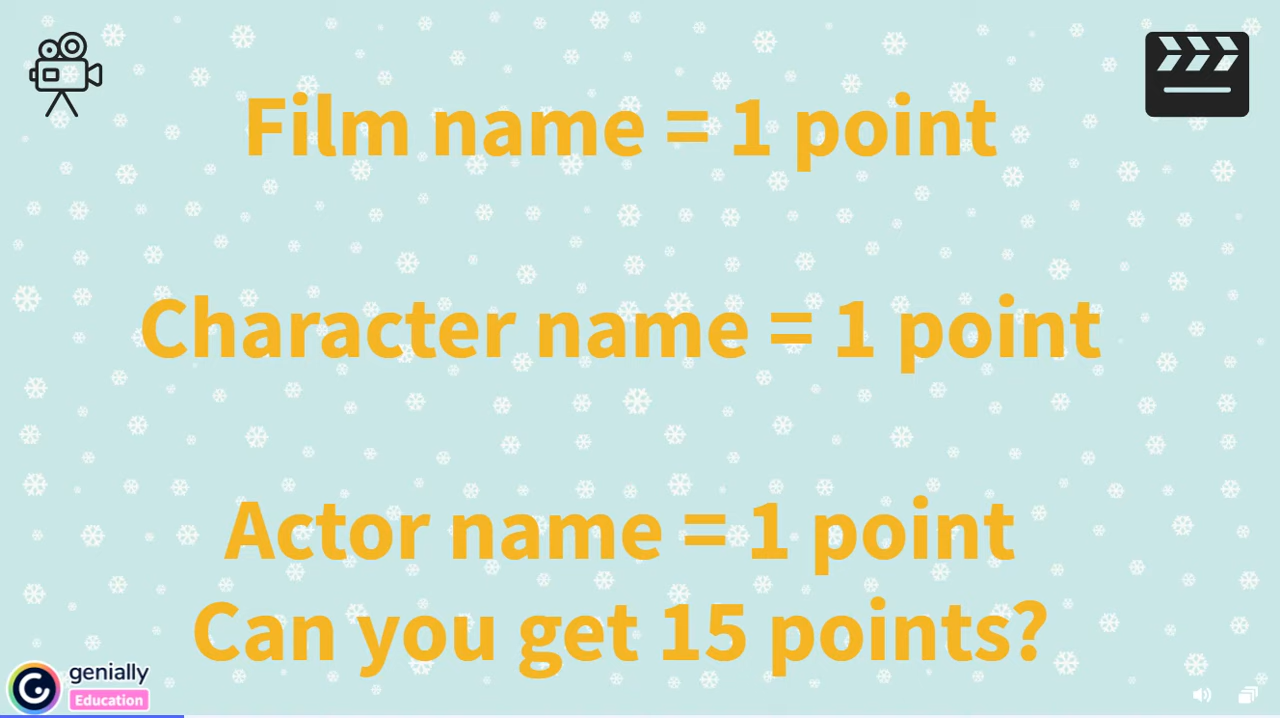 Film name = 1 point
Character name = 1 point
Actor name = 1 point
Can you get 15 points?
genially
Education